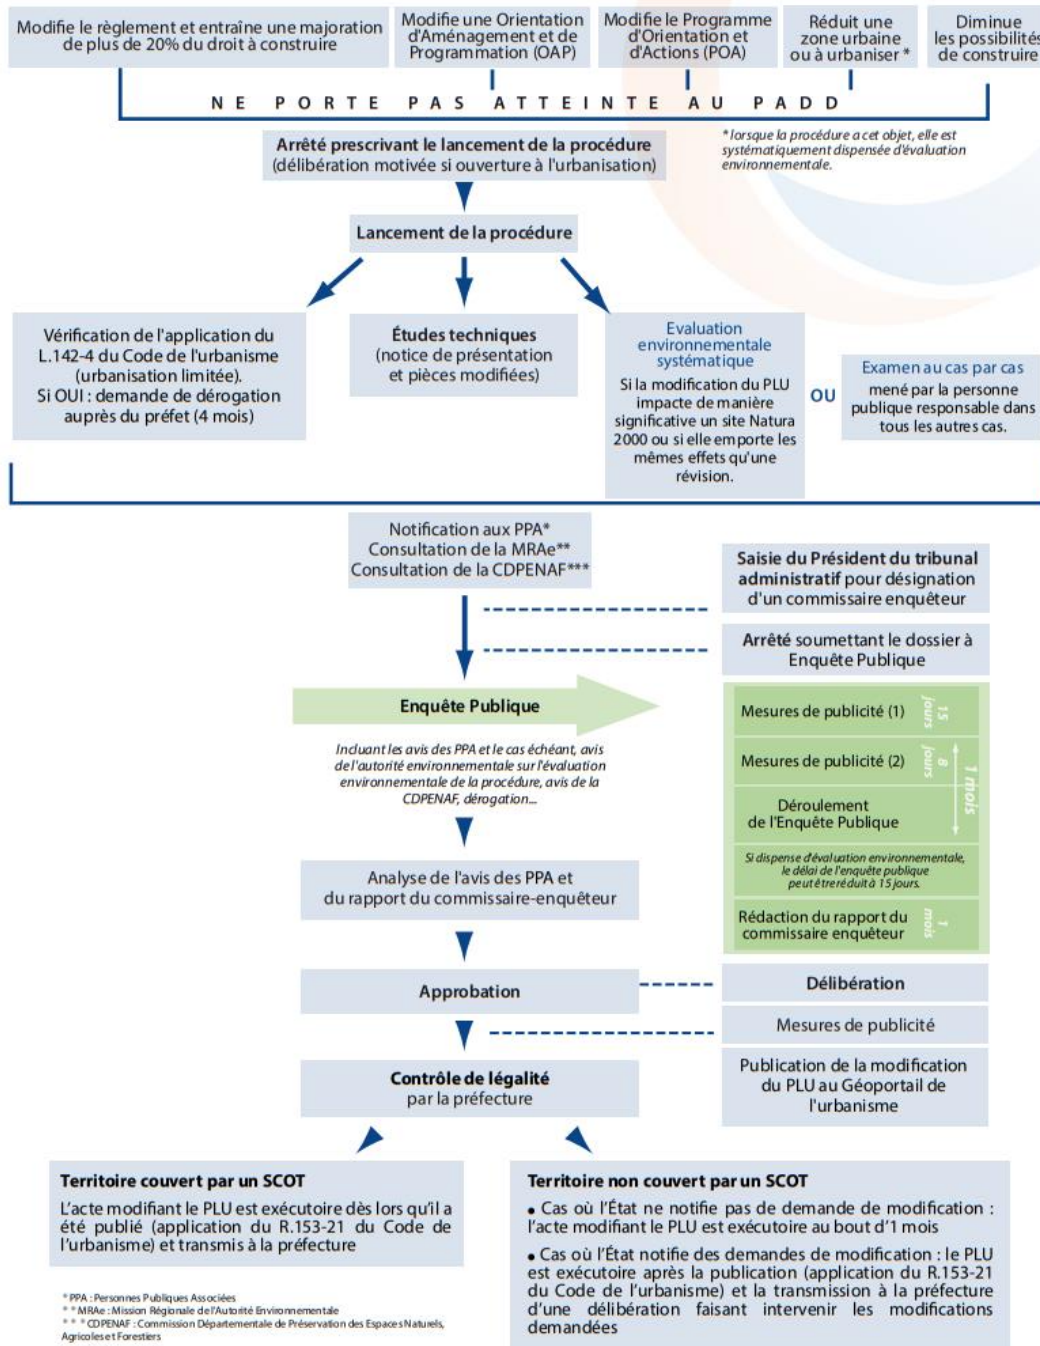 Modifie le règlement et entraîne une majoration
de plus de 20% du droit à construire
Modifie une Orientation
d'Aménagement et de
Programmation (OAP)
Modifie le Programme
d'Orientation et
d'Actions (POA)
Réduit une
zone urbaine
ou à urbaniser *
Diminue
les possibilités
de construire
NE PORTE PAS ATTEINTE AU PADD
Arrêté prescrivant le lancement de la procédure
(délibération motivée si ouverture à l'urbanisation)
* lorsque la procédure a cet objet, elle est
systématiquement dispensée d'évaluation
environnementale.
Lancement de la procédure
Vérification de l'application du
L.142-4 du Code de l'urbanisme
(urbanisation limitée).
Si OUI : demande de dérogation
auprès du préfet (4 mois)
Études techniques
(notice de présentation
et pièces modifiées)
Evaluation
environnementale
systématique
Si la modification du PLU
impacte de manière
significative un site Natura
2000 ou si elle emporte les
mêmes effets qu'une
révision.
OU
Examen au cas par cas
mené par la personne
publique responsable dans
tous les autres cas.
Notification aux PPA*
Consultation de la MRAe**
Consultation de la CDPENAF***
Saisie du Président du tribunal
administratif pour désignation
d'un commissaire enquêteur
Arrêté soumettant le dossier à
Enquête Publique
Enquête Publique
Incluant les avis des PPA et le cas échéant, avis
de l'autorité environnementale sur l'évaluation
environnementale de la procédure, avis de la
CDPENAF, dérogation...
Mesures de publicité (1)
15
jours
Mesures de publicité (2)
8
jours
1 mois
Déroulement
de l'Enquête Publique
Si dispense d'évaluation environnementale,
le délai de l'enquête publique
peut être réduit à 15 jours.
Rédaction du rapport du
commissaire enquêteur
1
mois
Analyse de l'avis des PPA et
du rapport du commissaire-enquêteur
Approbation
Délibération
Mesures de publicité
Contrôle de légalité
par la préfecture
Publication de la modification
du PLU au Géoportail de
l'urbanisme
Territoire couvert par un SCOT
L'acte modifiant le PLU est exécutoire dès lors qu'il a
été publié (application du R.153-21 du Code de
l'urbanisme) et transmis à la préfecture
Territoire non couvert par un SCOT
• Cas où l'État ne notifie pas de demande de modification :
l'acte modifiant le PLU est exécutoire au bout d'1 mois
• Cas où l'État notifie des demandes de modification : le PLU
est exécutoire après la publication (application du R.153-21
du Code de l'urbanisme) et la transmission à la préfecture
d'une délibération faisant intervenir les modifications
demandées
* PPA : Personnes Publiques Associées
* * MRAe : Mission Régionale de l'Autorité Environnementale
* * * CDPENAF : Commission Départementale de Préservation des Espaces Naturels,
Agricoles et Forestiers